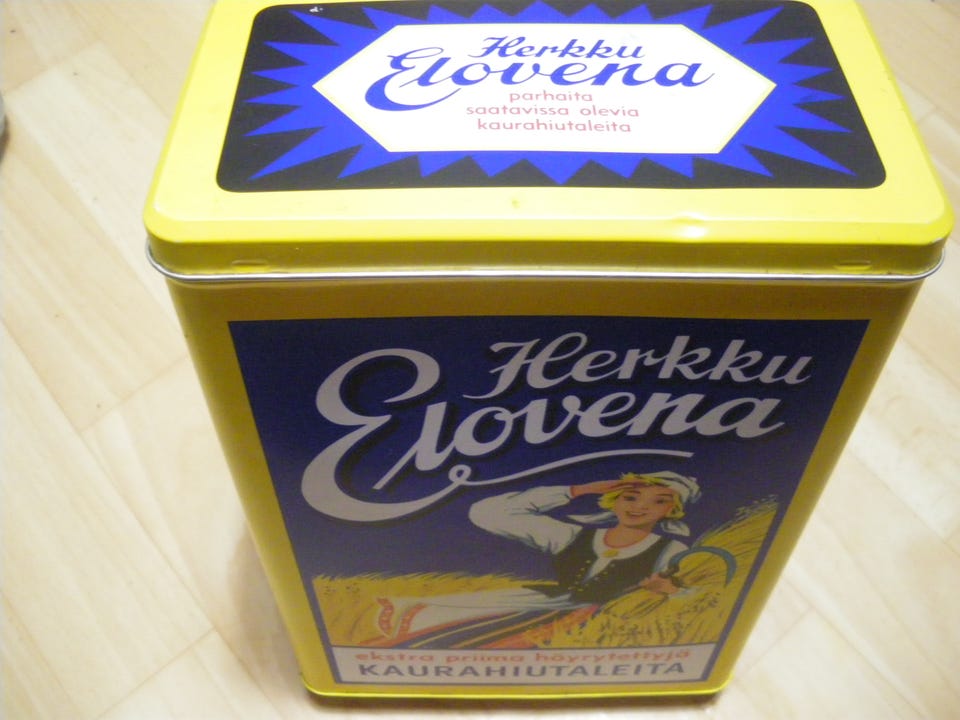 Herkku
Elovena
parhaita
saatavissa olevia
kaurahiutaleita
Herkku
Elovena
ekstra priima höyrytettyjä
KAURAHIUTALEITA